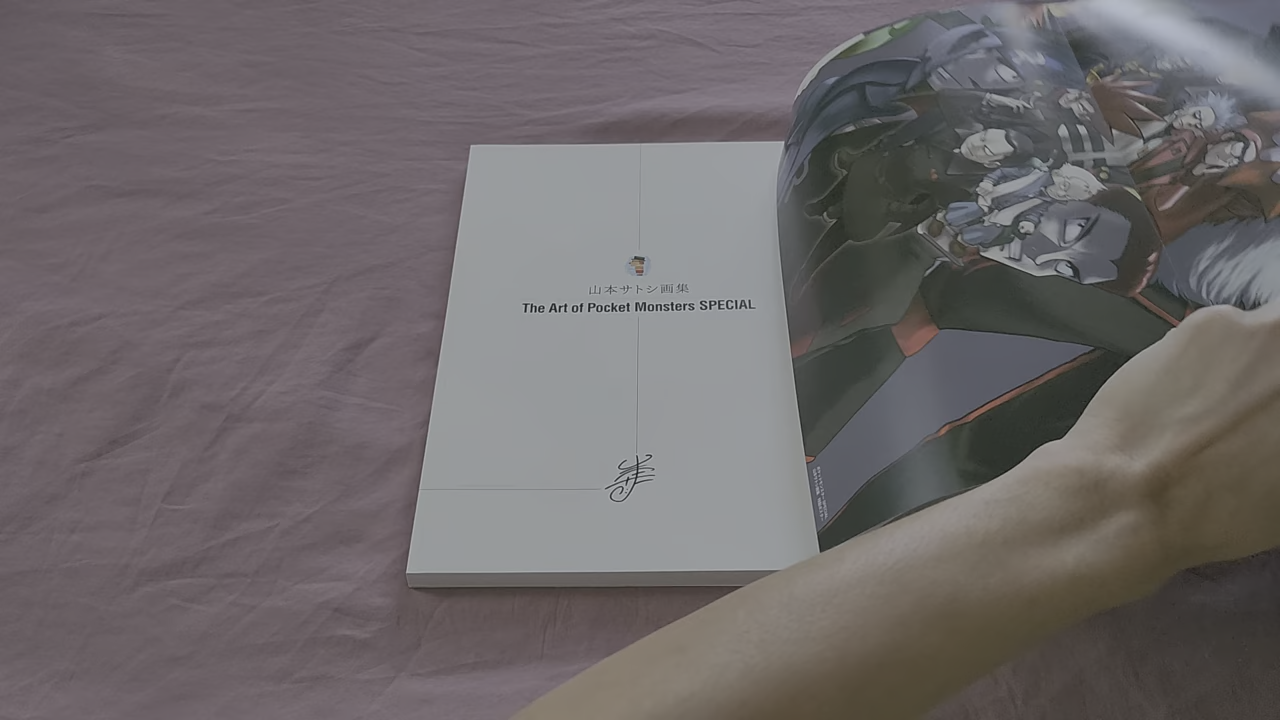 山本サトシ画集
The Art of Pocket Monsters SPECIAL